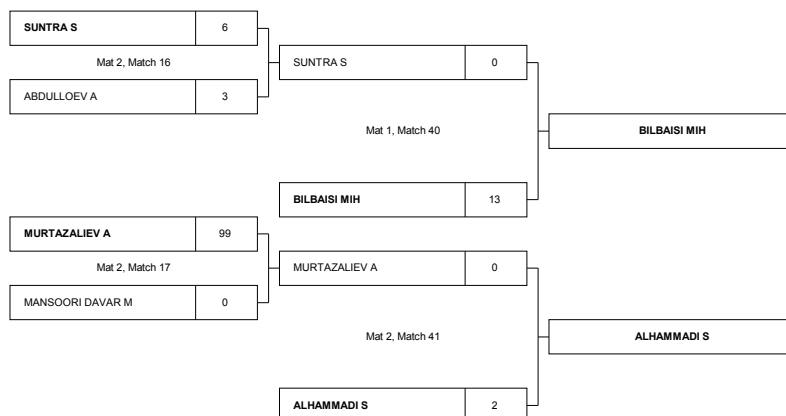 SUNTRA S 6
Mat 2, Match 16
ABDULLOEV A 3
SUNTRA S 0
Mat 1, Match 40
BILBAISI MIH 13
BILBAISI MIH
MURTAZALIEV A 99
Mat 2, Match 17
MANSOORI DAVAR M 0
MURTAZALIEV A 0
Mat 2, Match 41
ALHAMMADI S 2
ALHAMMADI S